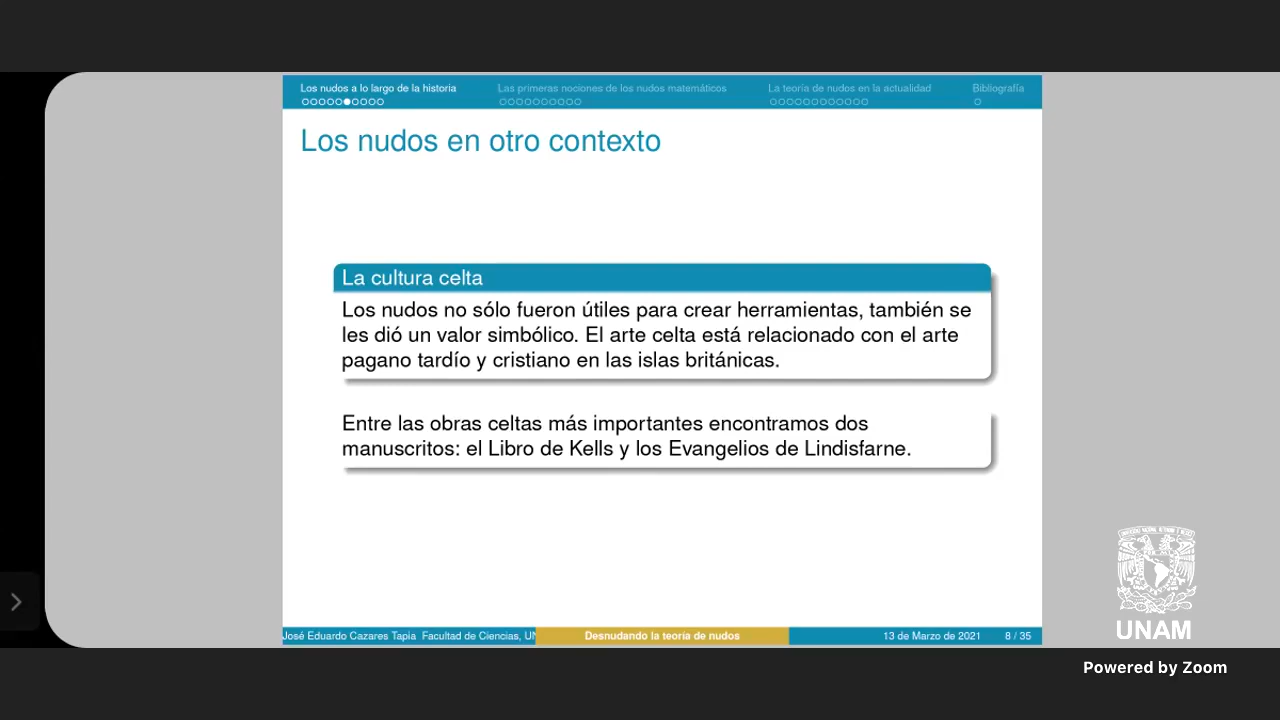 Los nudos a lo largo de la historia
Las primeras nociones de los nudos matemáticos
La teoría de nudos en la actualidad
Bibliografía
Los nudos en otro contexto
La cultura celta
Los nudos no sólo fueron útiles para crear herramientas, también se
les dió un valor simbólico. El arte celta está relacionado con el arte
pagano tardío y cristiano en las islas británicas.
Entre las obras celtas más importantes encontramos dos
manuscritos: el Libro de Kells y los Evangelios de Lindisfarne.
José Eduardo Cazares Tapia Facultad de Ciencias, UN
Desnudando la teoría de nudos
13 de Marzo de 2021 8 / 35
UNAM
Powered by Zoom